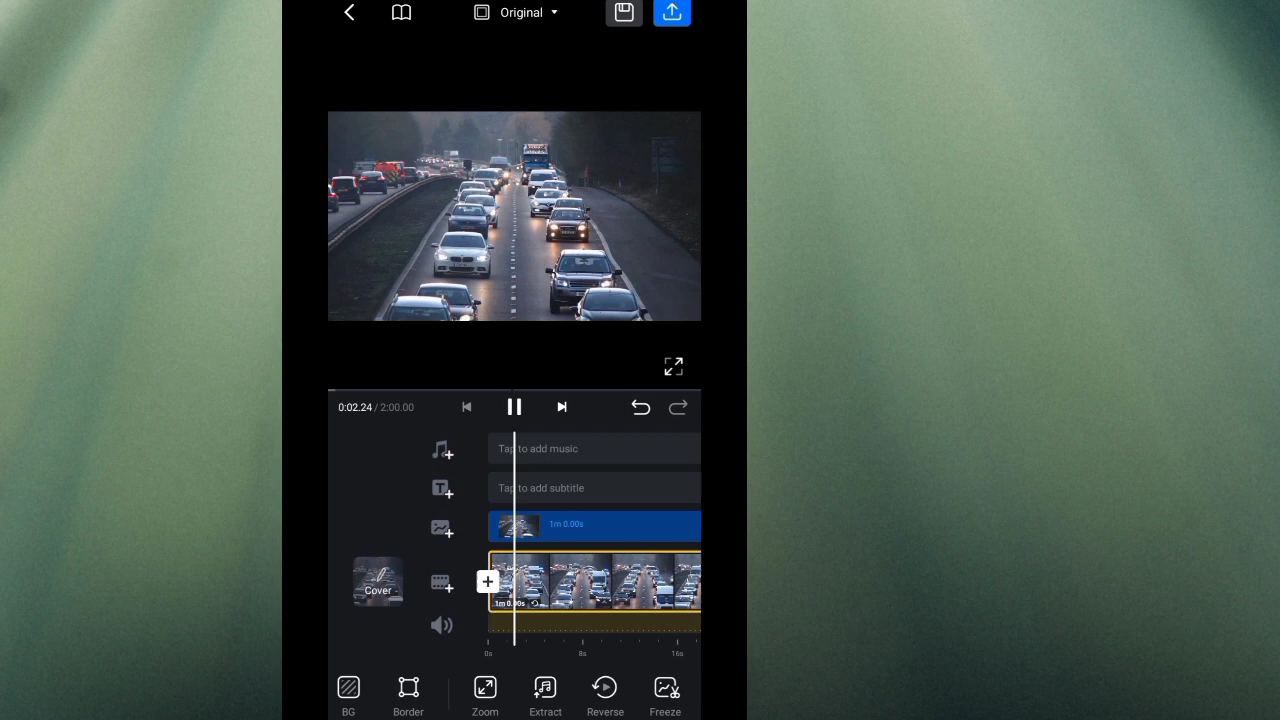 Original
0:02.24 / 2:00.00
Tap to add music
Tap to add subtitle
1m 0.00s
Cover
1m 0.00s
0s 8s 16s
BG Border Zoom Extract Reverse Freeze